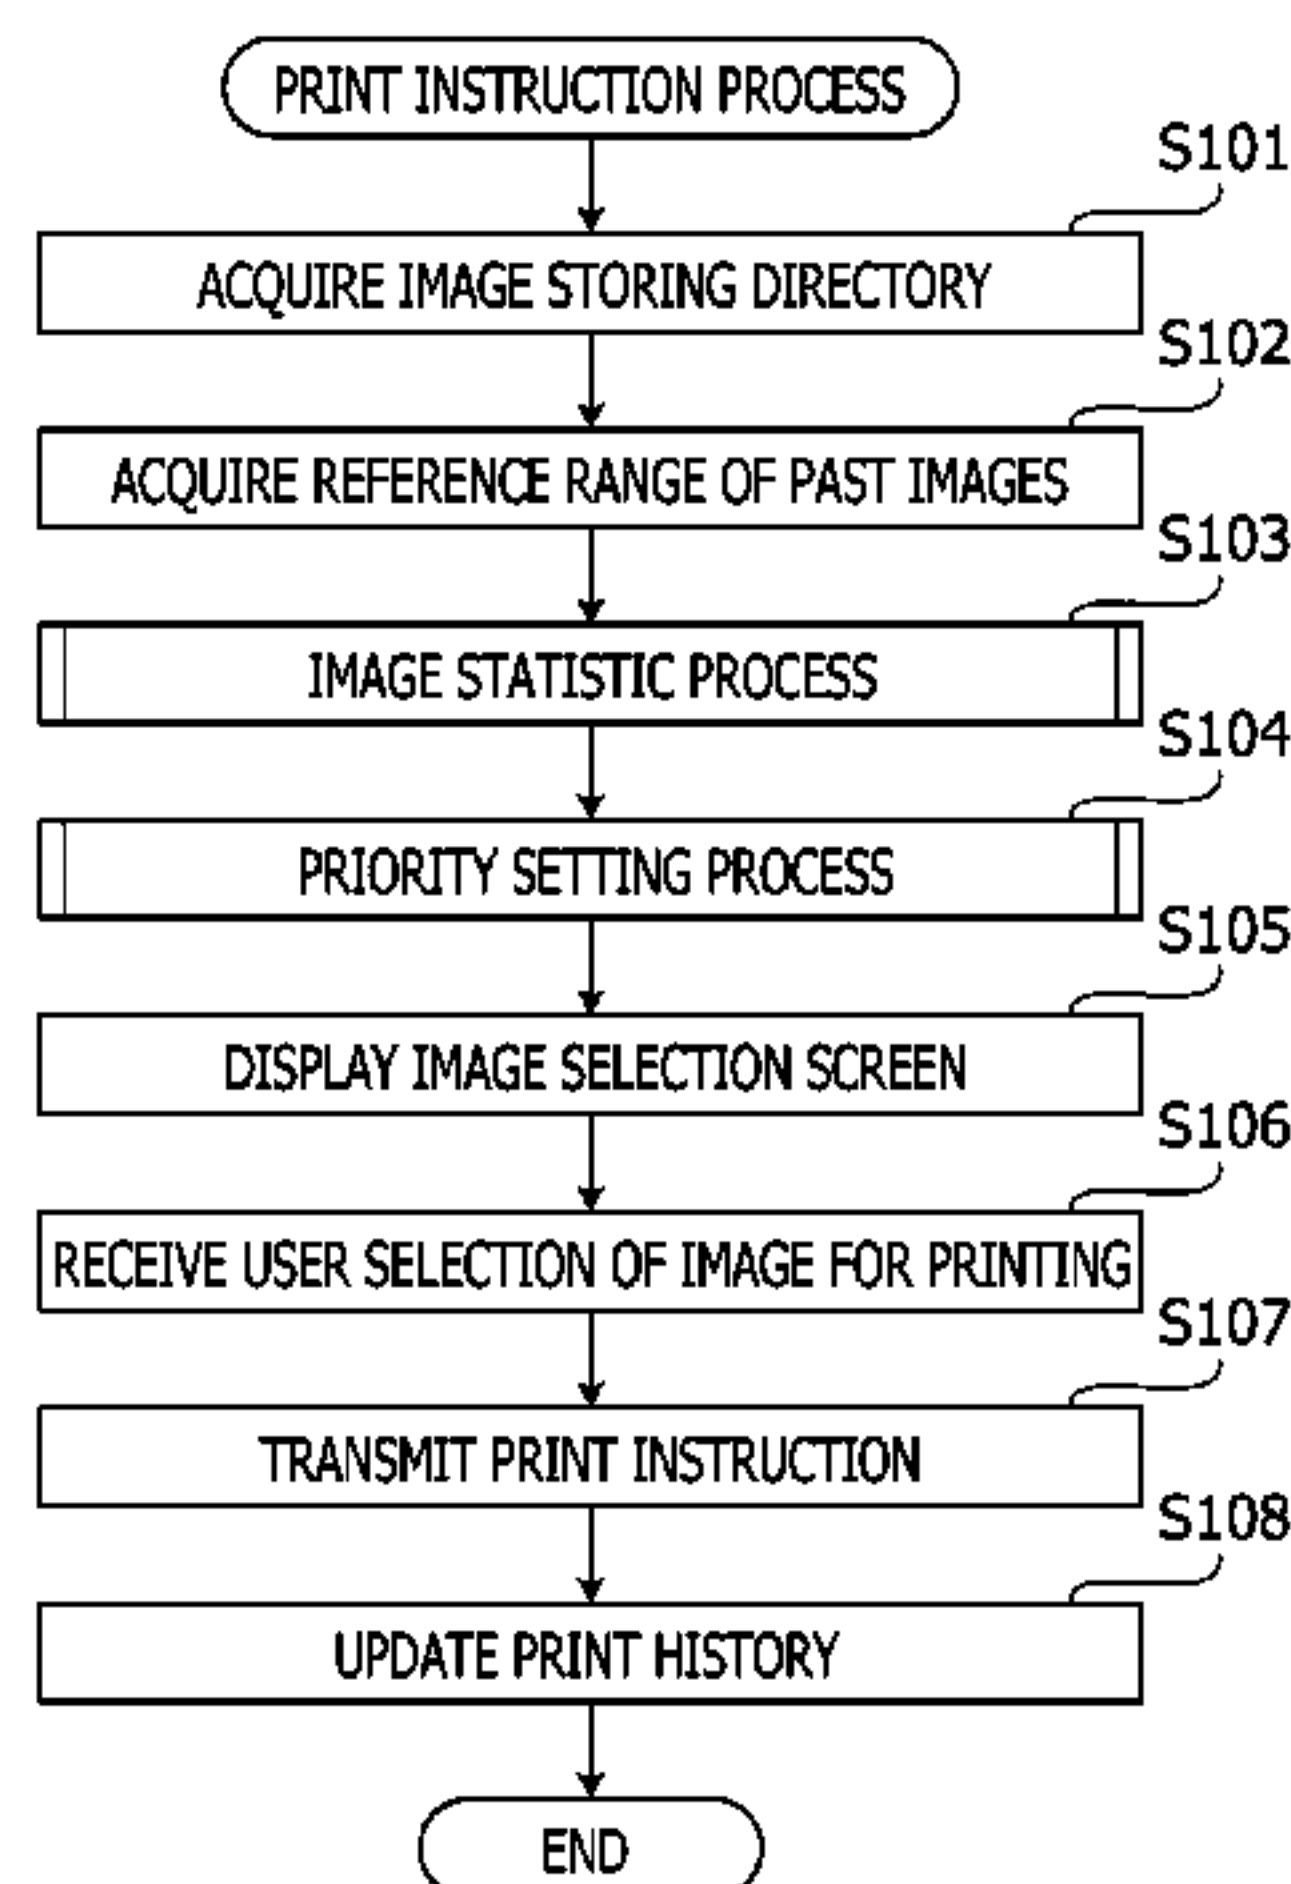 PRINT INSTRUCTION PROCESS
S101
ACQUIRE IMAGE STORING DIRECTORY
S102
ACQUIRE REFERENCE RANGE OF PAST IMAGES
S103
IMAGE STATISTIC PROCESS
S104
PRIORITY SETTING PROCESS
S105
DISPLAY IMAGE SELECTION SCREEN
S106
RECEIVE USER SELECTION OF IMAGE FOR PRINTING
S107
TRANSMIT PRINT INSTRUCTION
S108
UPDATE PRINT HISTORY
END